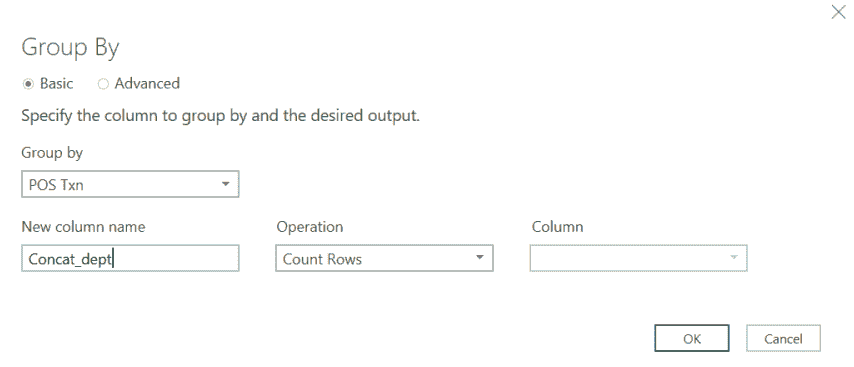 Group By
Basic Advanced
Specify the column to group by and the desired output.
Group by
POS Txn
New column name Operation Column
Concat_dept Count Rows
OK Cancel